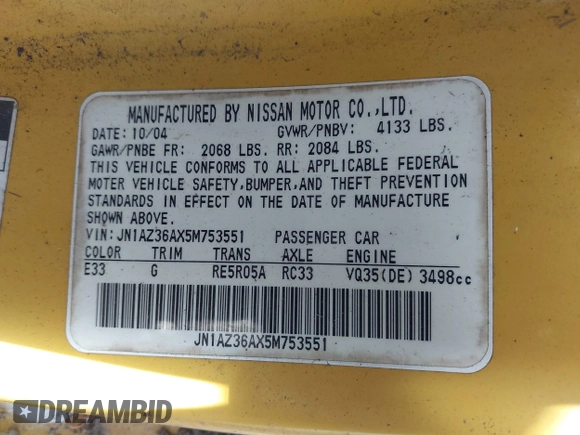 MANUFACTURED BY NISSAN MOTOR CO.,LTD.
DATE: 10/04 GVWR/PNBV: 4133 LBS.
GAWR/PNBE FR: 2068 LBS. RR: 2084 LBS.
THIS VEHICLE CONFORMS TO ALL APPLICABLE FEDERAL
MOTER VEHICLE SAFETY,BUMPER,AND THEFT PREVENTION
STANDARDS IN EFFECT ON THE DATE OF MANUFACTURE
SHOWN ABOVE.
VIN: JN1AZ36AX5M753551 PASSENGER CAR
COLOR TRIM TRANS AXLE ENGINE
E33 G RE5R05A RC33 VQ35(DE) 3498cc
JN1AZ36AX5M753551
DREAMBID